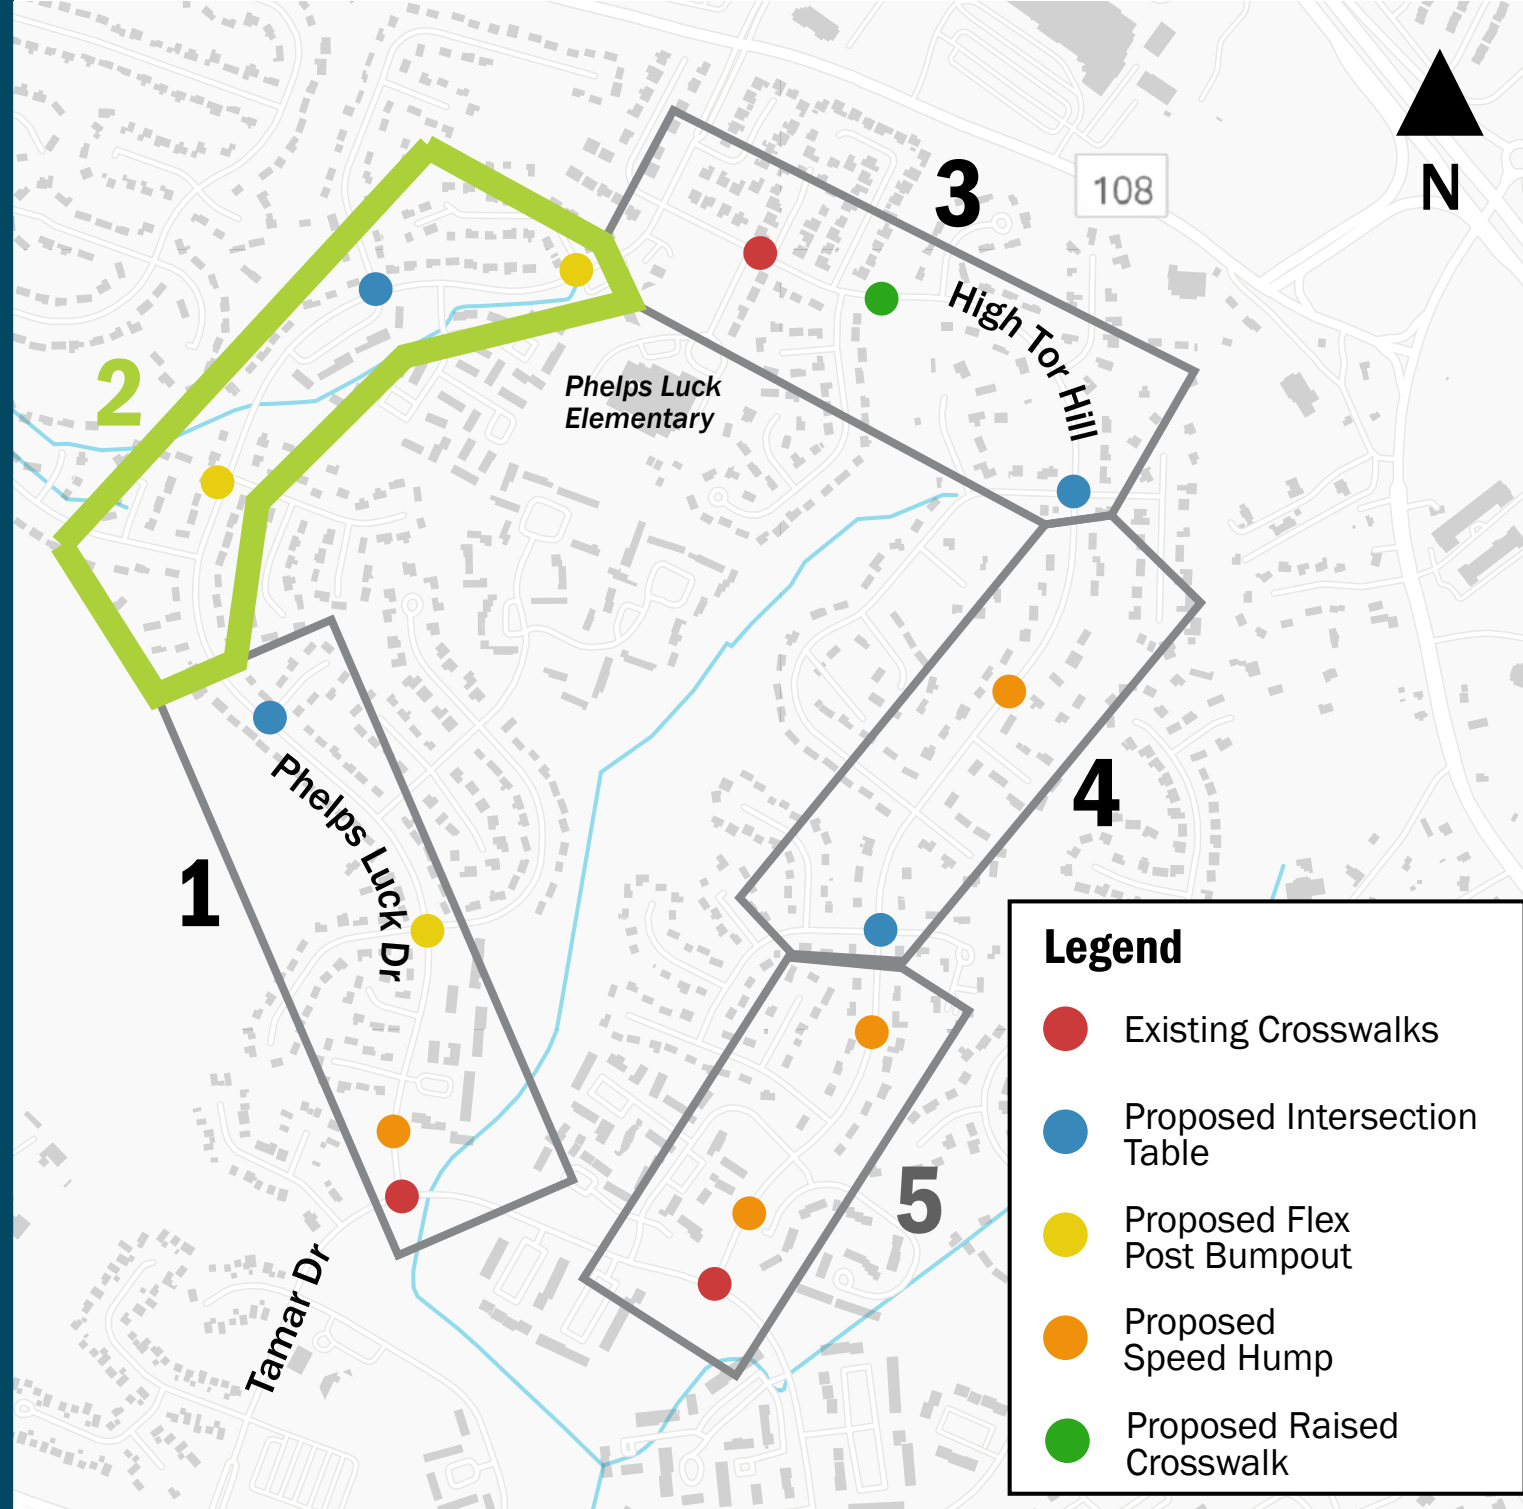 3
108
N
High Tor Hill
2
Phelps Luck
Elementary
4
Phelps Luck Dr
1
5
Tamar Dr
Legend
Existing Crosswalks
Proposed Intersection
Table
Proposed Flex
Post Bumpout
Proposed
Speed Hump
Proposed Raised
Crosswalk